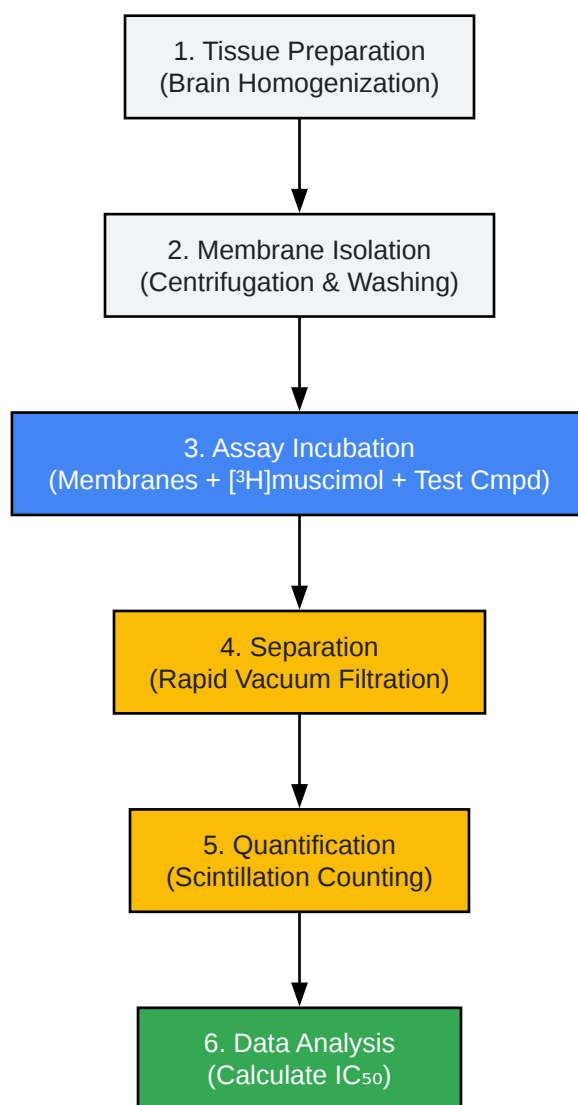 1. Tissue Preparation
(Brain Homogenization)
2. Membrane Isolation
(Centrifugation & Washing)
3. Assay Incubation
(Membranes + [³H]muscimol + Test Cmpd)
4. Separation
(Rapid Vacuum Filtration)
5. Quantification
(Scintillation Counting)
6. Data Analysis
(Calculate IC₅₀)